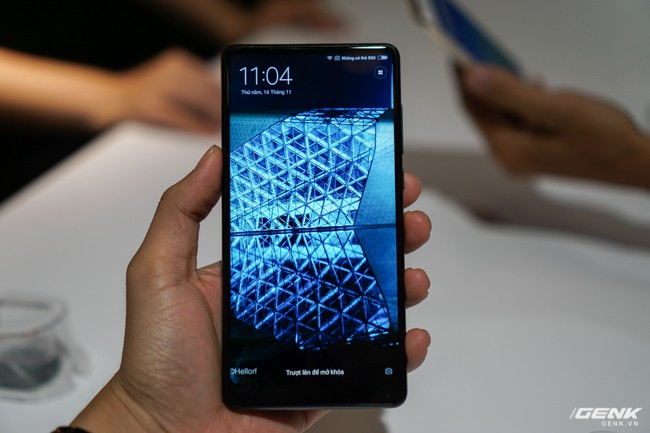 Không có thẻ SIM
11:04
Thứ năm, 16 Tháng 11
Hellorf
Trượt lên để mở khóa
GENK
GENK.VN